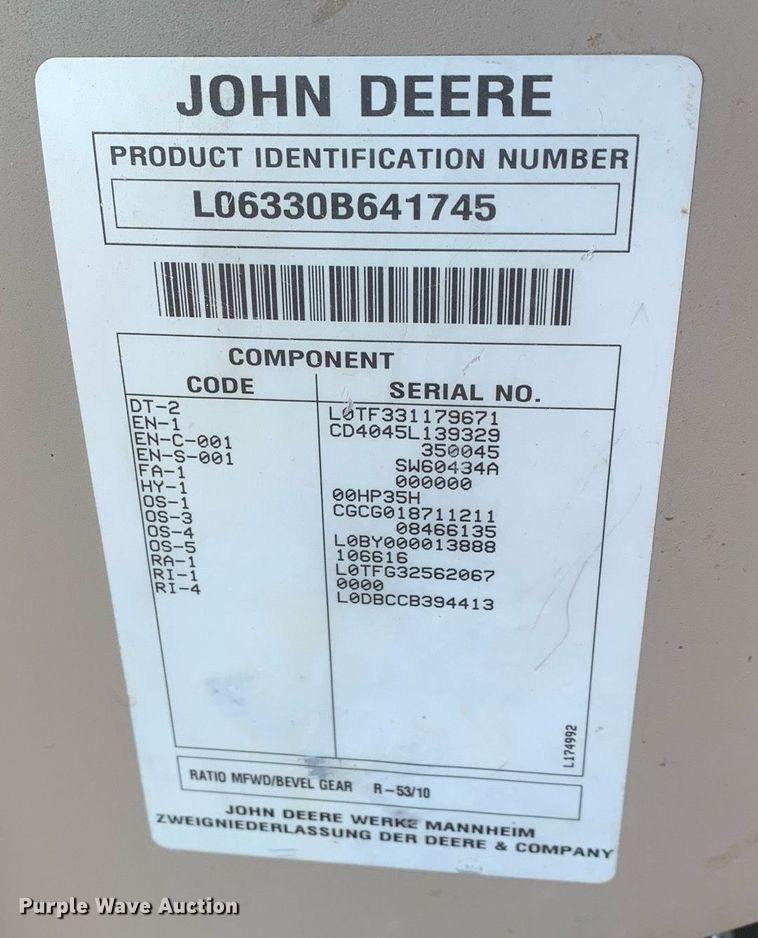 JOHN DEERE
PRODUCT IDENTIFICATION NUMBER
L06330B641745
COMPONENT
CODE SERIAL NO.
DT-2 L0TF331179671
EN-1 CD4045L139329
EN-C-001 350045
EN-S-001 SW60434A
FA-1 000000
HY-1 00HP35H
OS-1 CGCG018711211
OS-3 08466135
OS-4 L0BY000013888
OS-5 106616
RA-1 L0TFG32562067
RI-1 0000
RI-4 L0DBCCB394413
L174992
RATIO MFWD/BEVEL GEAR R-53/10
JOHN DEERE WERKE MANNHEIM
ZWEIGNIEDERLASSUNG DER DEERE & COMPANY
Purple Wave Auction